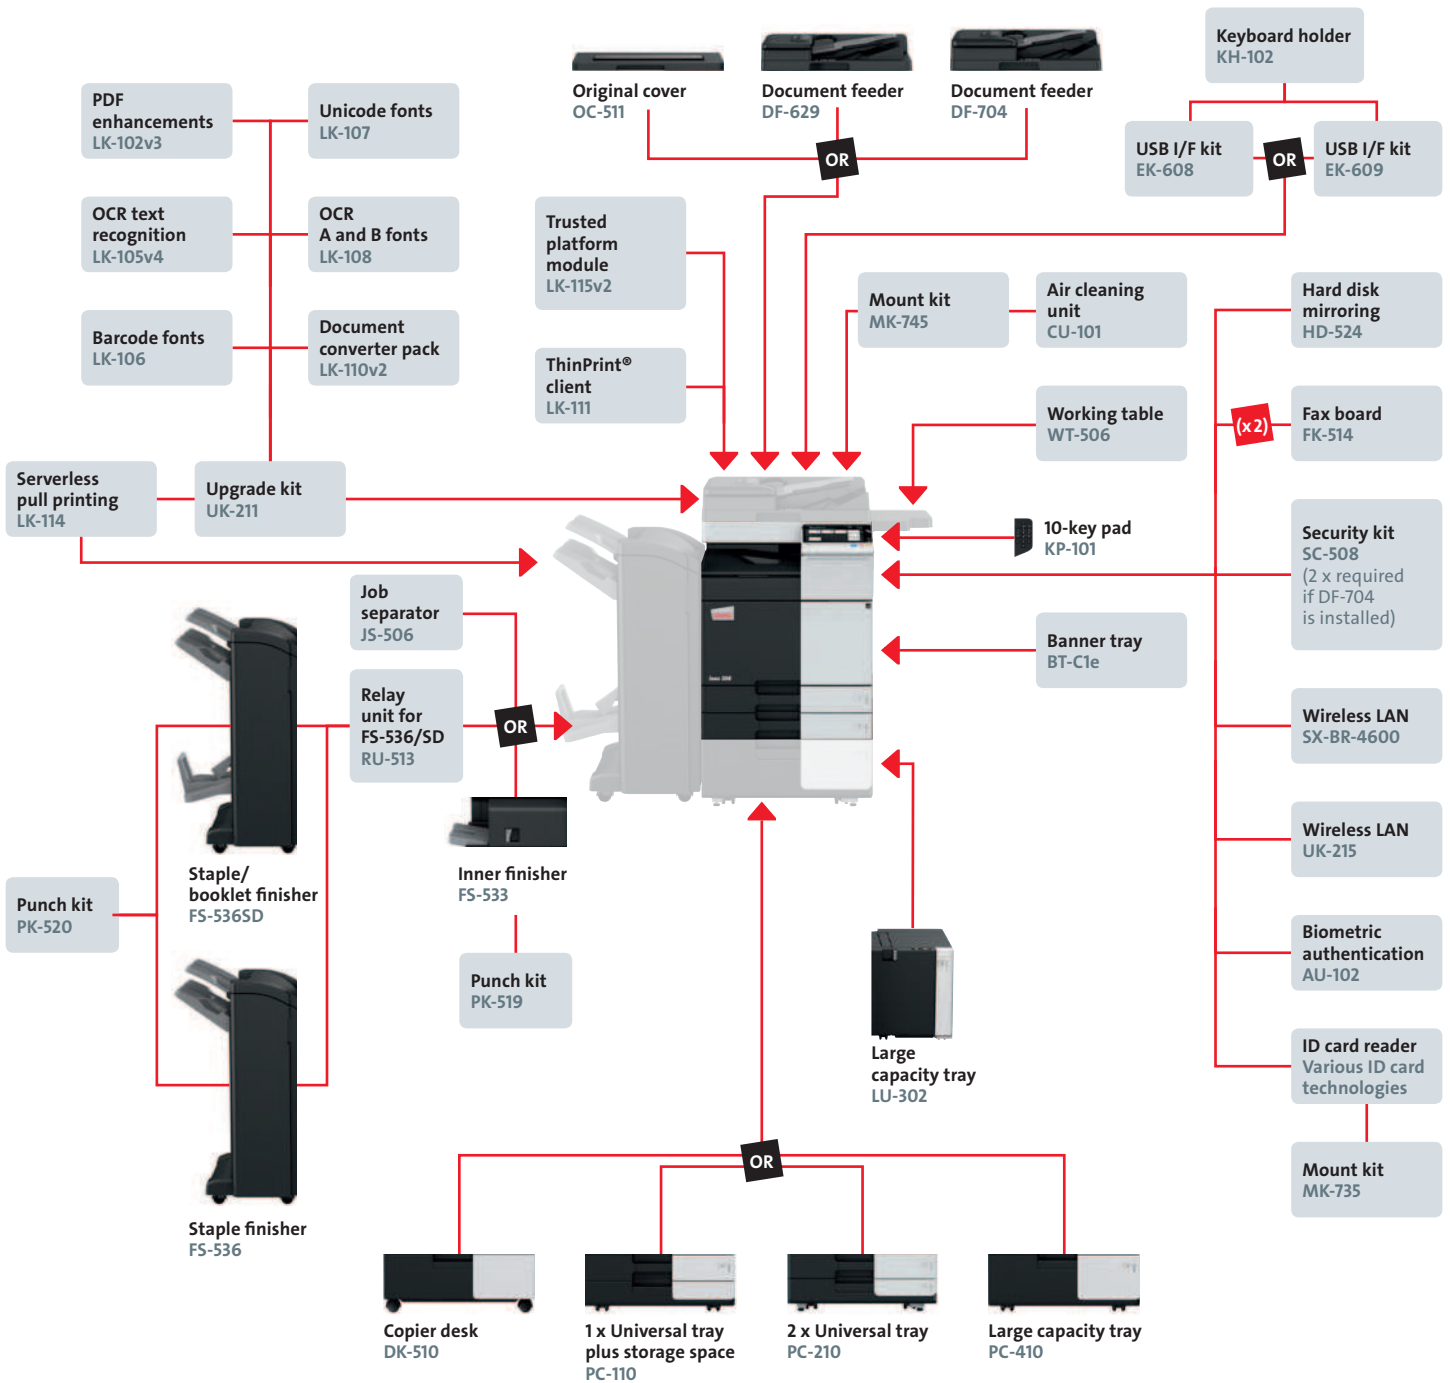 Original cover
OC-511
Document feeder
DF-629
Document feeder
DF-704
OR
Keyboard holder
KH-102
USB I/F kit
EK-608
OR
USB I/F kit
EK-609
PDF
enhancements
LK-102v3
Unicode fonts
LK-107
OCR text
recognition
LK-105v4
OCR
A and B fonts
LK-108
Barcode fonts
LK-106
Document
converter pack
LK-110v2
Trusted
platform
module
LK-115v2
ThinPrint®
client
LK-111
Mount kit
MK-745
Air cleaning
unit
CU-101
Hard disk
mirroring
HD-524
Working table
WT-506
(x2)
Fax board
FK-514
Serverless
pull printing
LK-114
Upgrade kit
UK-211
10-key pad
KP-101
Security kit
SC-508
(2 x required
if DF-704
is installed)
Job
separator
JS-506
Banner tray
BT-C1e
Relay
unit for
FS-536/SD
RU-513
OR
Wireless LAN
SX-BR-4600
Wireless LAN
UK-215
Staple/
booklet finisher
FS-536SD
Inner finisher
FS-533
Punch kit
PK-520
Punch kit
PK-519
Biometric
authentication
AU-102
Large
capacity tray
LU-302
ID card reader
Various ID card
technologies
Mount kit
MK-735
Staple finisher
FS-536
OR
Copier desk
DK-510
1 x Universal tray
plus storage space
PC-110
2 x Universal tray
PC-210
Large capacity tray
PC-410